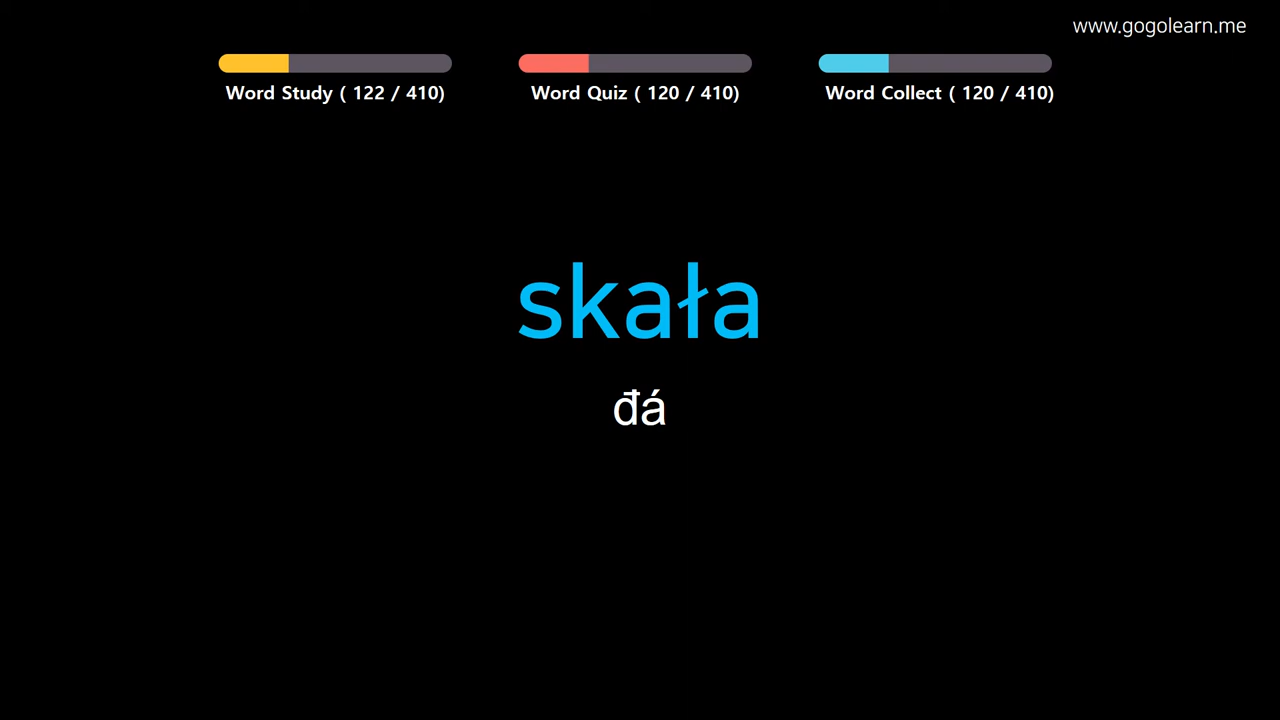 www.gogolearn.me
Word Study ( 122 / 410)
Word Quiz ( 120 / 410)
Word Collect ( 120 / 410)
skała
đá